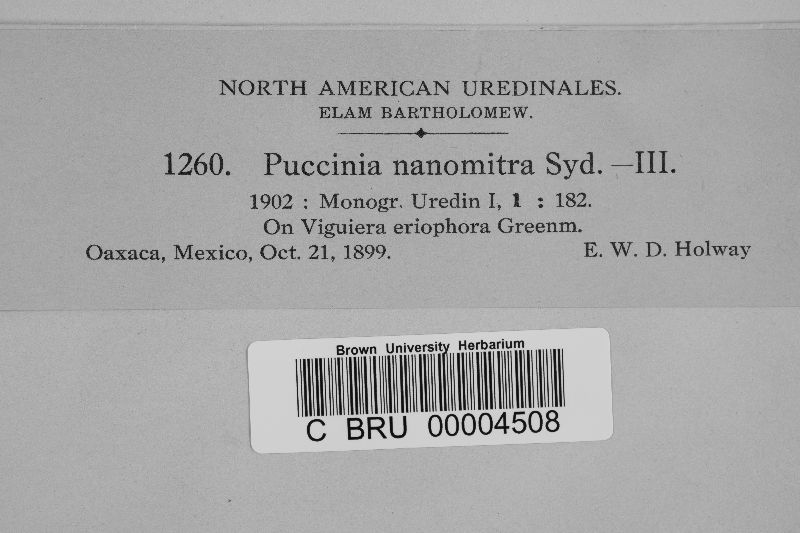 NORTH AMERICAN UREDINALES.
ELAM BARTHOLOMEW.
1260. Puccinia nanomitra Syd. —III.
1902 : Monogr. Uredin I, 1 : 182.
On Viguiera eriophora Greenm.
Oaxaca, Mexico, Oct. 21, 1899. E. W. D. Holway
Brown University Herbarium
C BRU 00004508